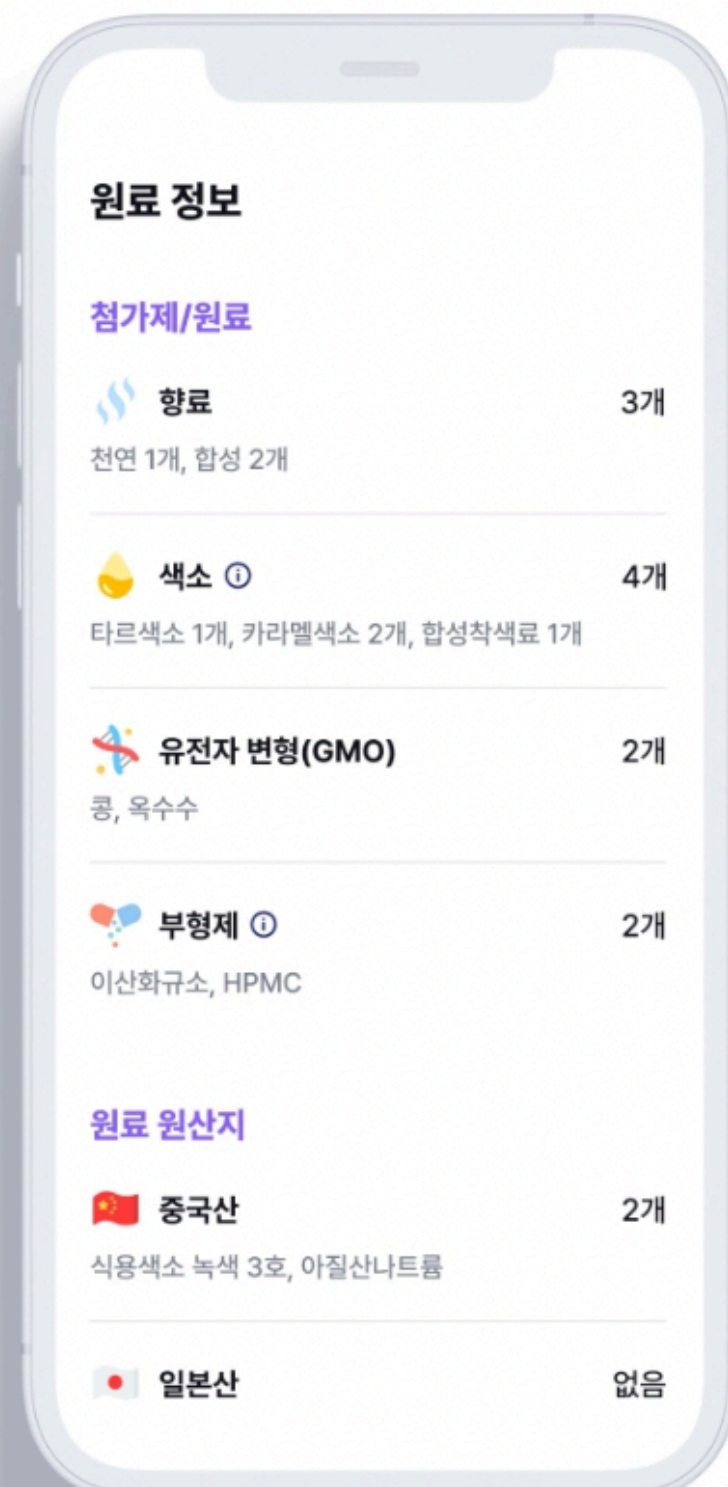 원료 정보
첨가제/원료
향료 3개
천연 1개, 합성 2개
색소 4개
타르색소 1개, 카라멜색소 2개, 합성착색료 1개
유전자 변형(GMO) 2개
콩, 옥수수
부형제 2개
이산화규소, HPMC
원료 원산지
중국산 2개
식용색소 녹색 3호, 아질산나트륨
일본산 없음